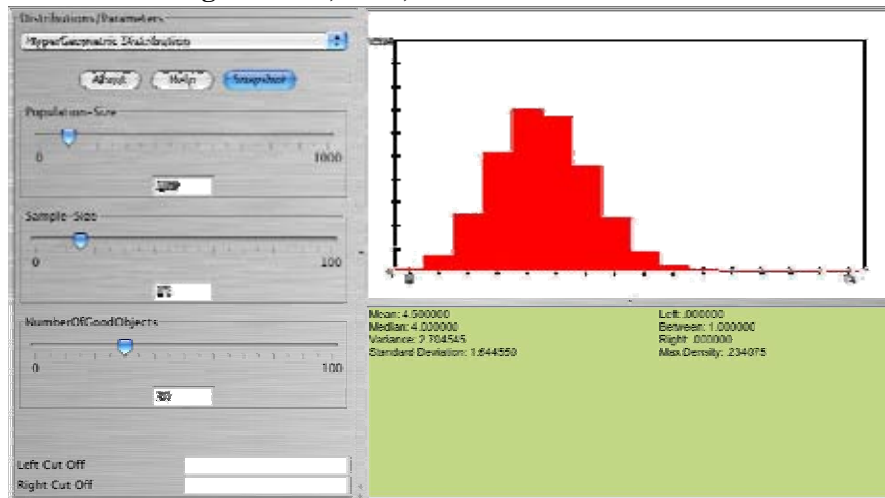 Distributions/Parameters
HyperGeometric Distribution
About Help Snapshot
Population-Size
0 1000
Sample-Size
0 100
NumberOfGoodObjects
0 100
Left Cut Off
Right Cut Off
Mean: 4.500000
Median: 4.000000
Variance: 2.704545
Standard Deviation: 1.644550
Left: .000000
Between: 1.000000
Right: .000000
Max Density: .234075